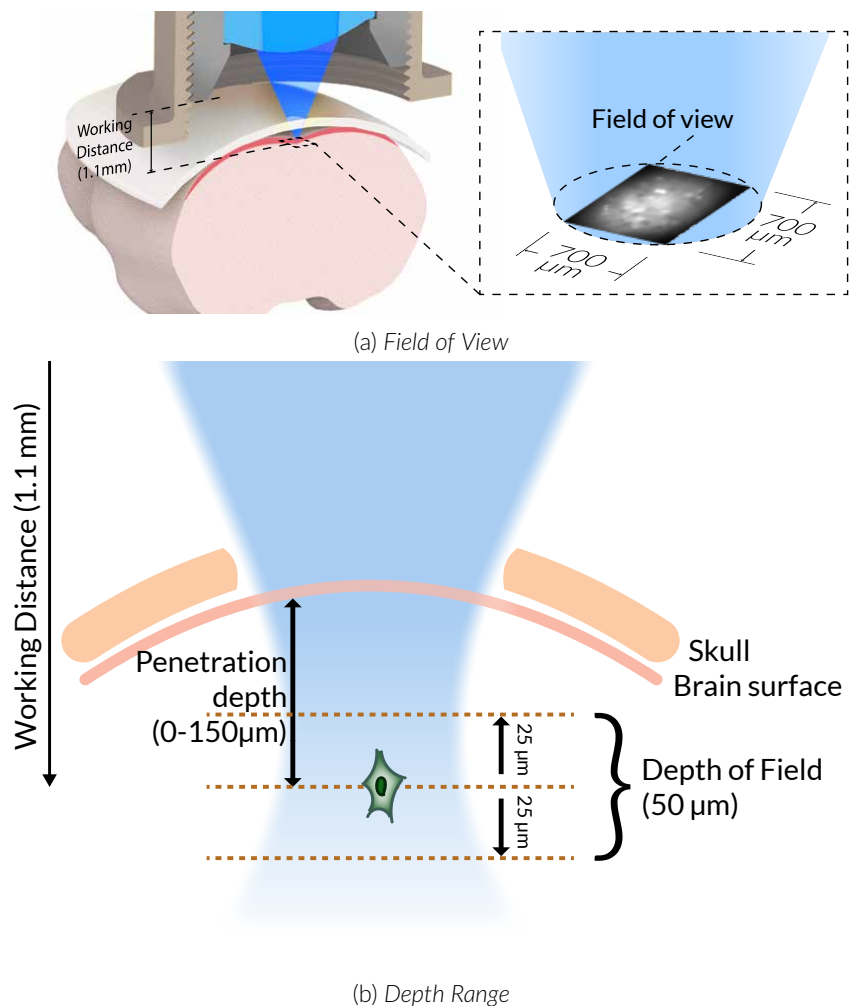 Working
Distance
(1.1mm)
Field of view
700
µm
700
µm
(a) Field of View
Working Distance (1.1 mm)
Penetration
depth
(0-150µm)
Skull
Brain surface
25 µm
25 µm
Depth of Field
(50 µm)
(b) Depth Range